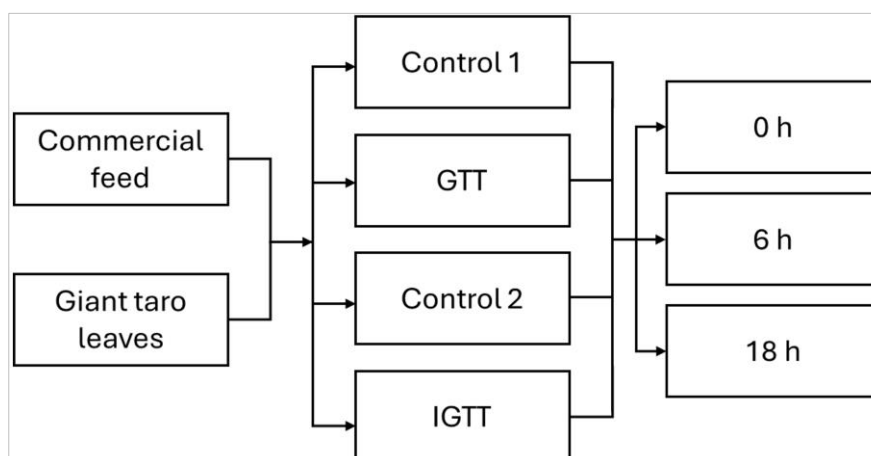 Commercial
feed
Giant taro
leaves
Control 1
GTT
Control 2
IGTT
0 h
6 h
18 h